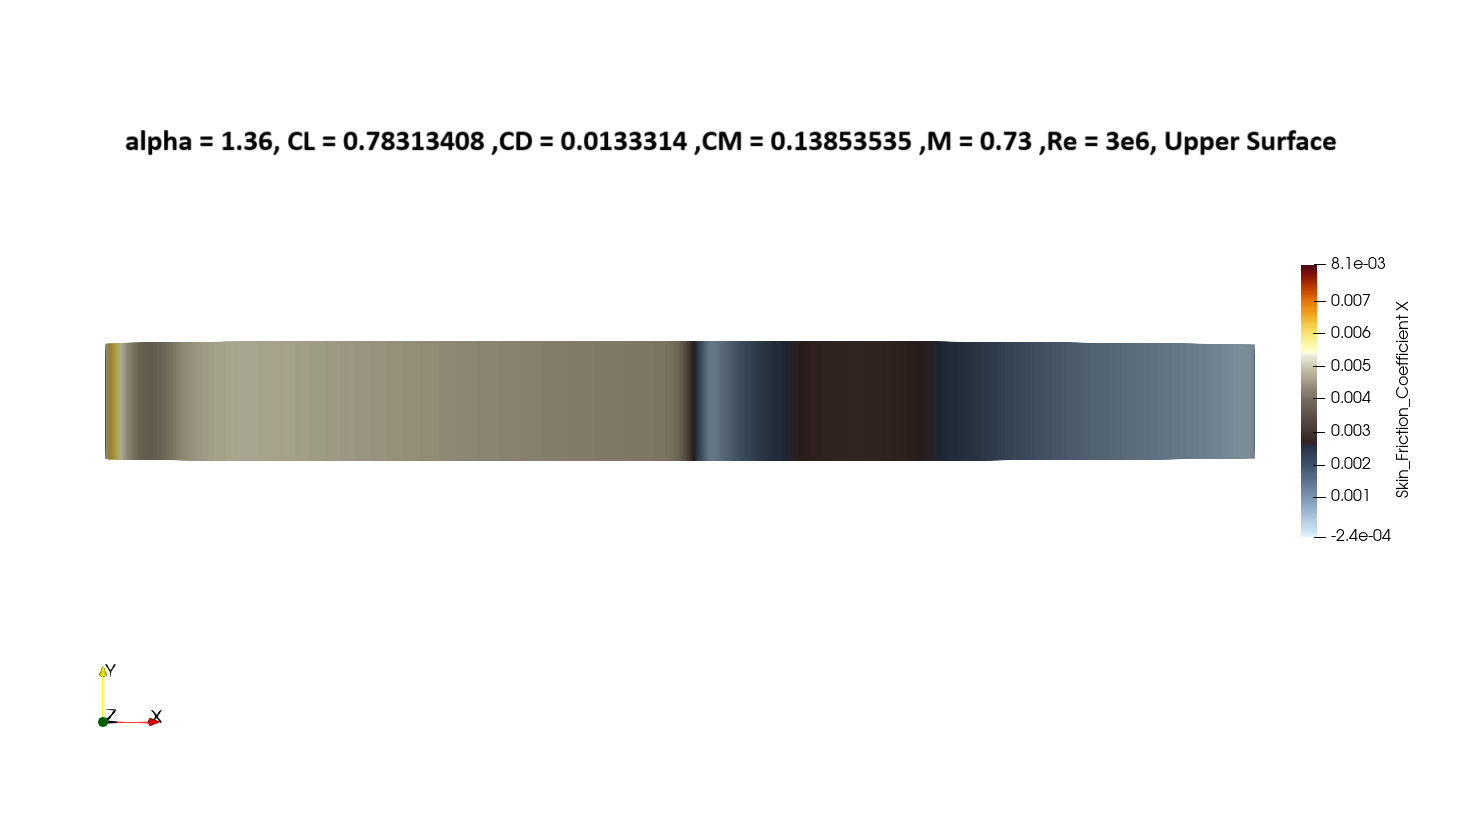 alpha = 1.36, CL = 0.78313408 ,CD = 0.0133314 ,CM = 0.13853535 ,M = 0.73 ,Re = 3e6, Upper Surface
8.1e-03
0.007
0.006
0.005
0.004
0.003
0.002
0.001
-2.4e-04
Skin_Friction_Coefficient X
Y
Z
X